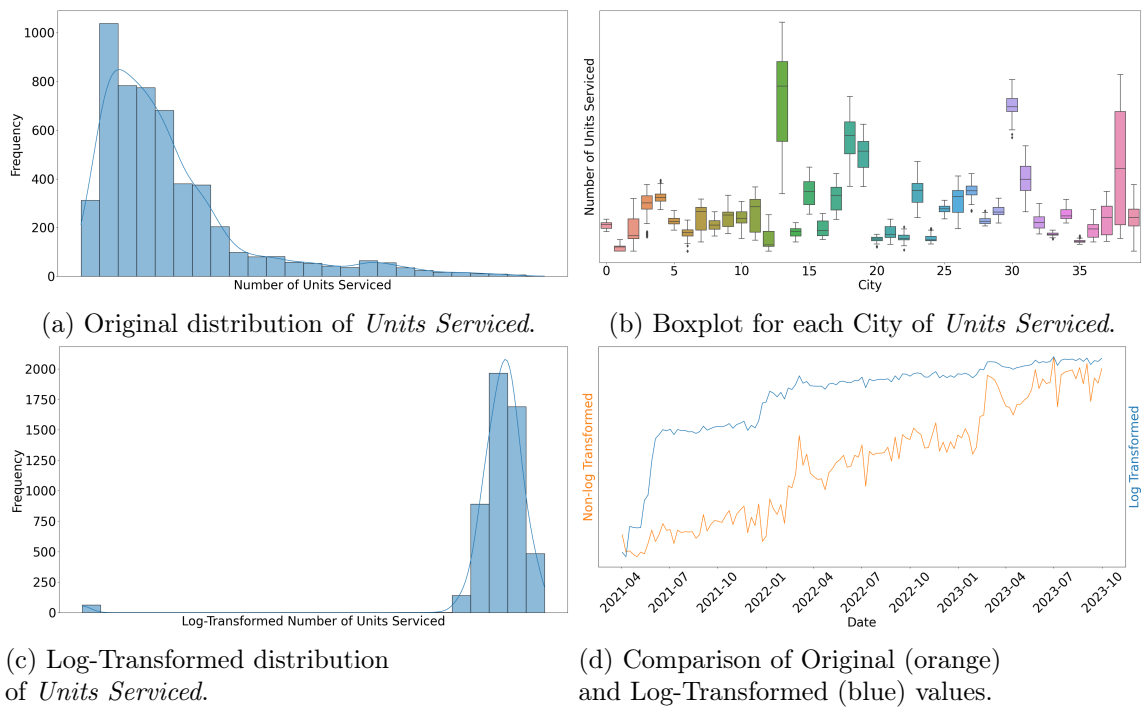 1000
800
600
400
200
0
Frequency
Number of Units Serviced
(a) Original distribution of Units Serviced.
Number of Units Serviced
0 5 10 15 20 25 30 35
City
(b) Boxplot for each City of Units Serviced.
2000
1750
1500
1250
1000
750
500
250
0
Frequency
Log-Transformed Number of Units Serviced
(c) Log-Transformed distribution
of Units Serviced.
Non-log Transformed
Log Transformed
2021-04 2021-07 2021-10 2022-01 2022-04 2022-07 2022-10 2023-01 2023-04 2023-07 2023-10
Date
(d) Comparison of Original (orange)
and Log-Transformed (blue) values.